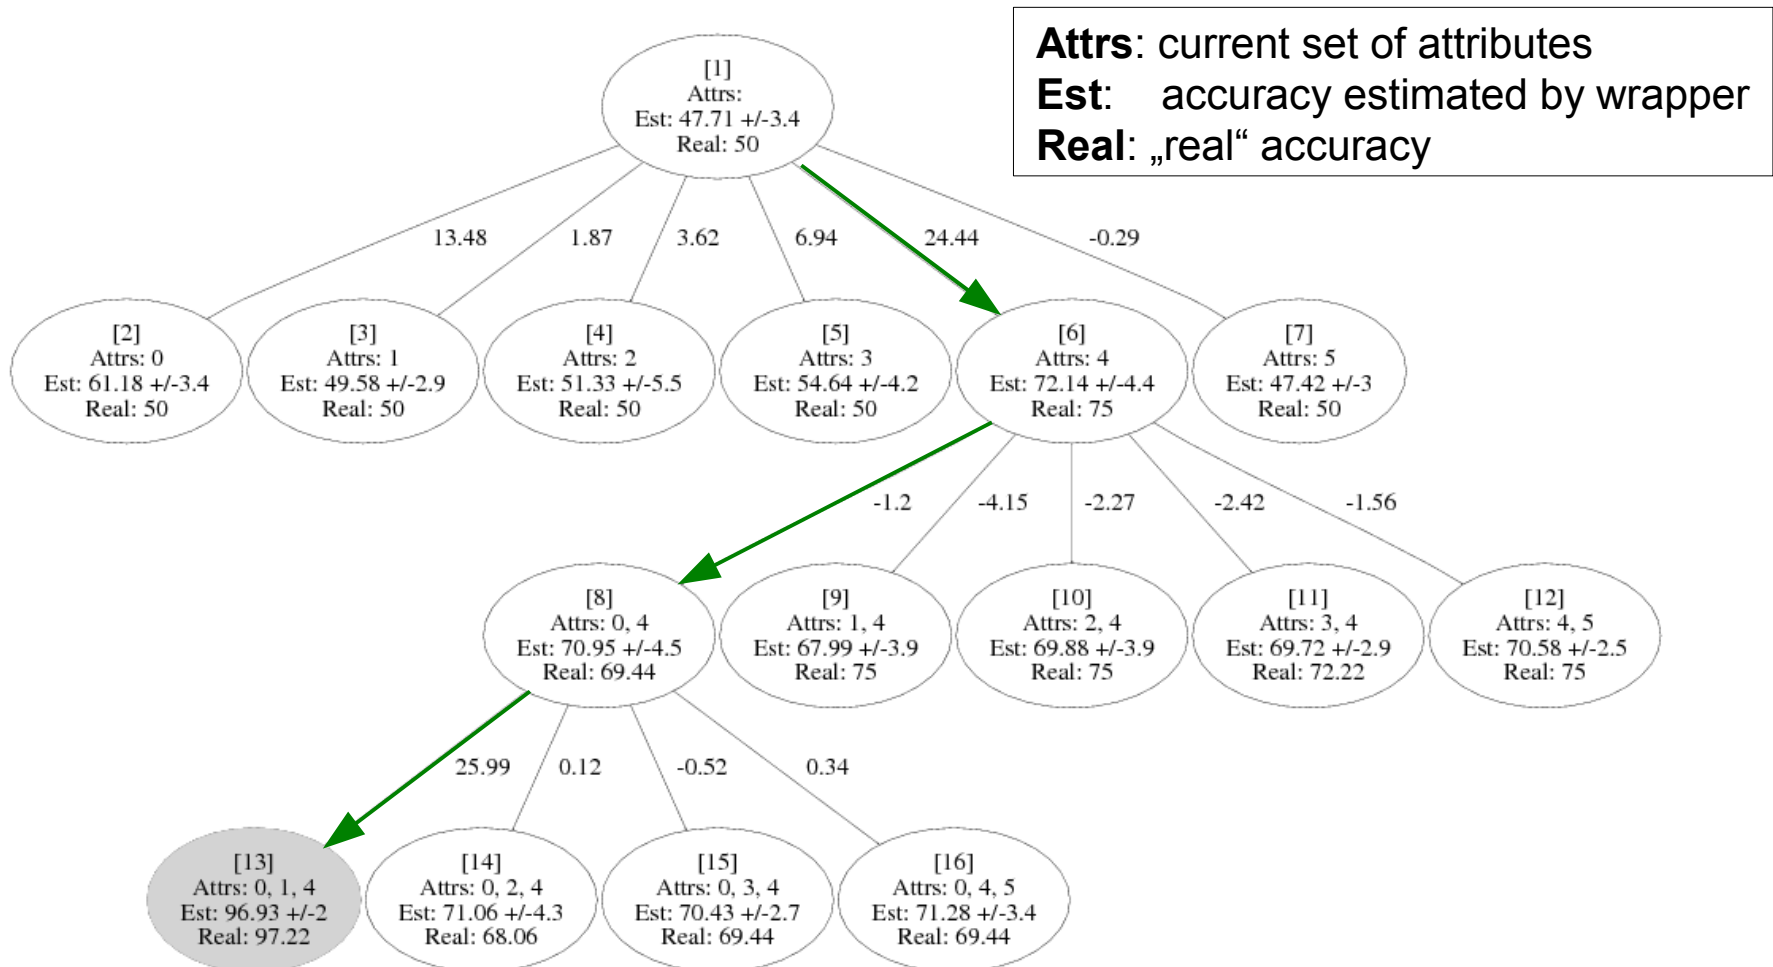 Attrs: current set of attributes
Est: accuracy estimated by wrapper
Real: „real“ accuracy
[1]
Attrs:
Est: 47.71 +/-3.4
Real: 50
13.48
1.87
3.62
6.94
24.44
-0.29
[2]
Attrs: 0
Est: 61.18 +/-3.4
Real: 50
[3]
Attrs: 1
Est: 49.58 +/-2.9
Real: 50
[4]
Attrs: 2
Est: 51.33 +/-5.5
Real: 50
[5]
Attrs: 3
Est: 54.64 +/-4.2
Real: 50
[6]
Attrs: 4
Est: 72.14 +/-4.4
Real: 75
[7]
Attrs: 5
Est: 47.42 +/-3
Real: 50
-1.2
-4.15
-2.27
-2.42
-1.56
[8]
Attrs: 0, 4
Est: 70.95 +/-4.5
Real: 69.44
[9]
Attrs: 1, 4
Est: 67.99 +/-3.9
Real: 75
[10]
Attrs: 2, 4
Est: 69.88 +/-3.9
Real: 75
[11]
Attrs: 3, 4
Est: 69.72 +/-2.9
Real: 72.22
[12]
Attrs: 4, 5
Est: 70.58 +/-2.5
Real: 75
25.99
0.12
-0.52
0.34
[13]
Attrs: 0, 1, 4
Est: 96.93 +/-2
Real: 97.22
[14]
Attrs: 0, 2, 4
Est: 71.06 +/-4.3
Real: 68.06
[15]
Attrs: 0, 3, 4
Est: 70.43 +/-2.7
Real: 69.44
[16]
Attrs: 0, 4, 5
Est: 71.28 +/-3.4
Real: 69.44